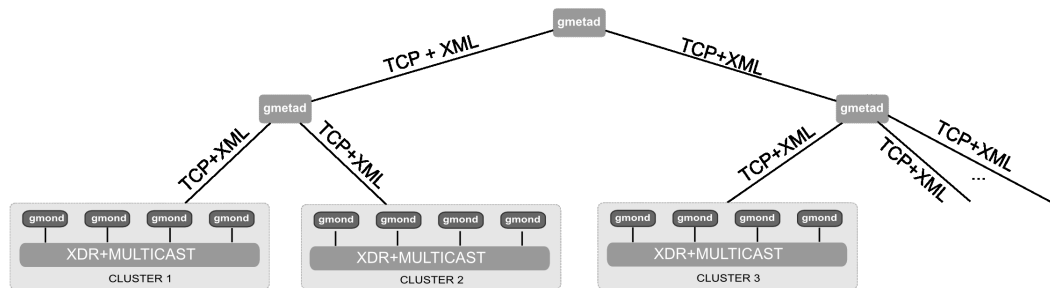 gmetad
TCP + XML
TCP+XML
gmetad
gmetad
TCP+XML
TCP+XML
TCP+XML
TCP+XML
TCP+XML
...
gmond gmond gmond gmond
XDR+MULTICAST
CLUSTER 1
gmond gmond gmond gmond
XDR+MULTICAST
CLUSTER 2
gmond gmond gmond gmond
XDR+MULTICAST
CLUSTER 3